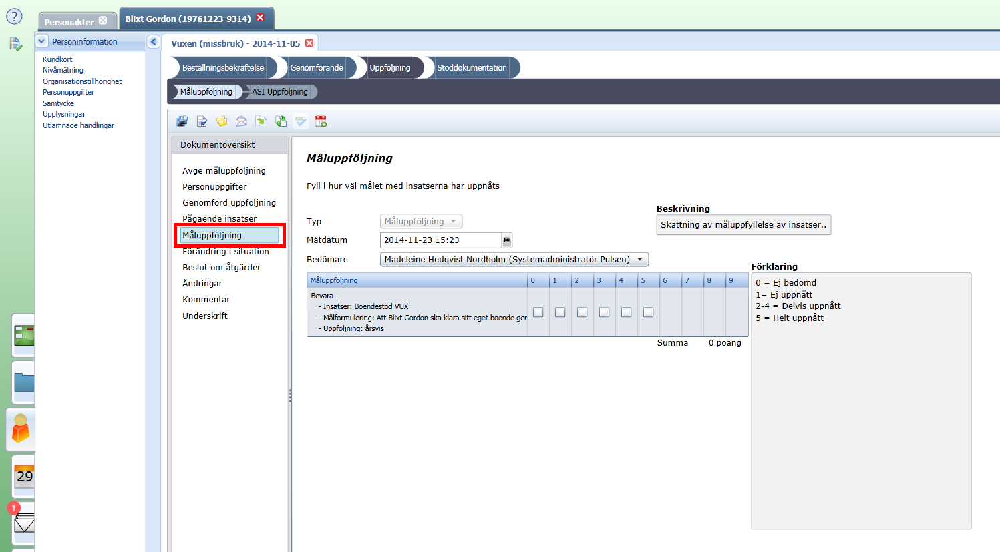 ?
Personakter
Blixt Gordon (19761223-9314)
Personinformation
Kundkort
Nivåmätning
Organisationstillhörighet
Personuppgifter
Samtycke
Upplysningar
Utlämnade handlingar
29
1
Vuxen (missbruk) - 2014-11-05
Beställningsbekräftelse Genomförande Uppföljning Stöddokumentation
Måluppföljning ASI Uppföljning
ABC
Dokumentöversikt
Avge måluppföljning
Personuppgifter
Genomförd uppföljning
Pågaende insatser
Måluppföljning
Förändring i situation
Beslut om åtgärder
Ändringar
Kommentar
Underskrift
Måluppföljning
Fyll i hur väl målet med insatserna har uppnåts
Typ Måluppföljning
Mätdatum 2014-11-23 15:23
Bedömare Madeleine Hedqvist Nordholm (Systemadministratör Pulsen)
Beskrivning
Skattning av måluppfyllelse av insatser..
Måluppföljning 0 1 2 3 4 5 6 7 8 9
Bevara
- Insatser: Boendestöd VUX
- Målformulering: Att Blixt Gordon ska klara sitt eget boende ger
- Uppföljning: årsvis
Summa 0 poäng
Förklaring
0 = Ej bedömd
1= Ej uppnått
2-4 = Delvis uppnått
5 = Helt uppnått